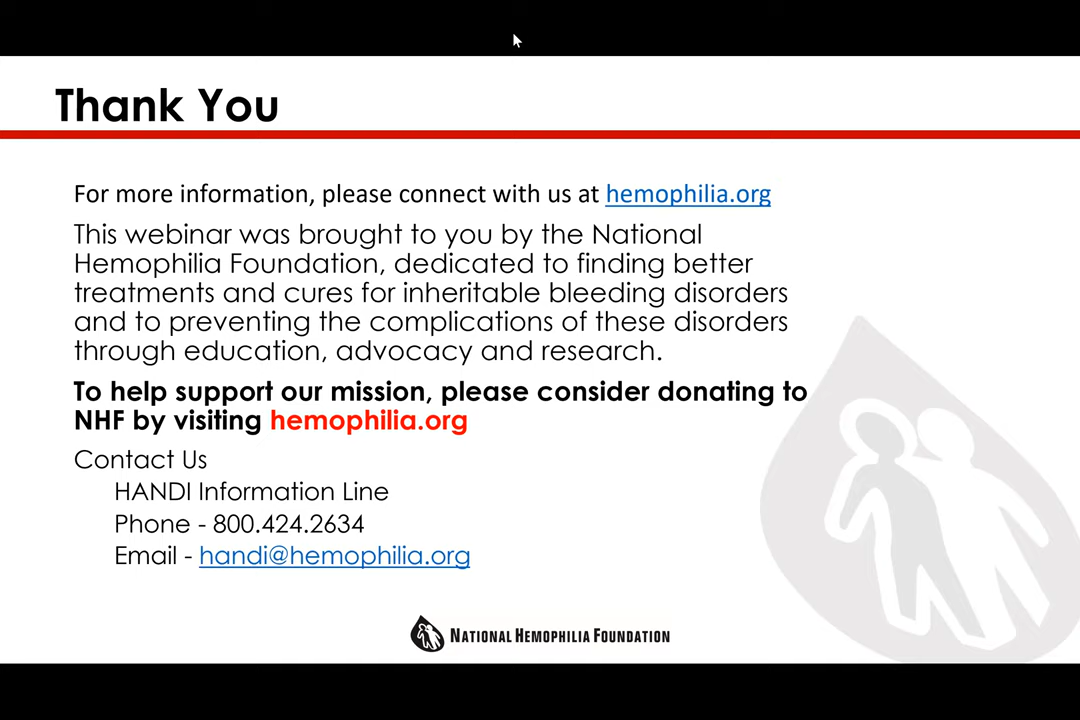 Thank You
For more information, please connect with us at hemophilia.org
This webinar was brought to you by the National
Hemophilia Foundation, dedicated to finding better
treatments and cures for inheritable bleeding disorders
and to preventing the complications of these disorders
through education, advocacy and research.
To help support our mission, please consider donating to
NHF by visiting hemophilia.org
Contact Us
HANDI Information Line
Phone - 800.424.2634
Email - handi@hemophilia.org
NATIONAL HEMOPHILIA FOUNDATION